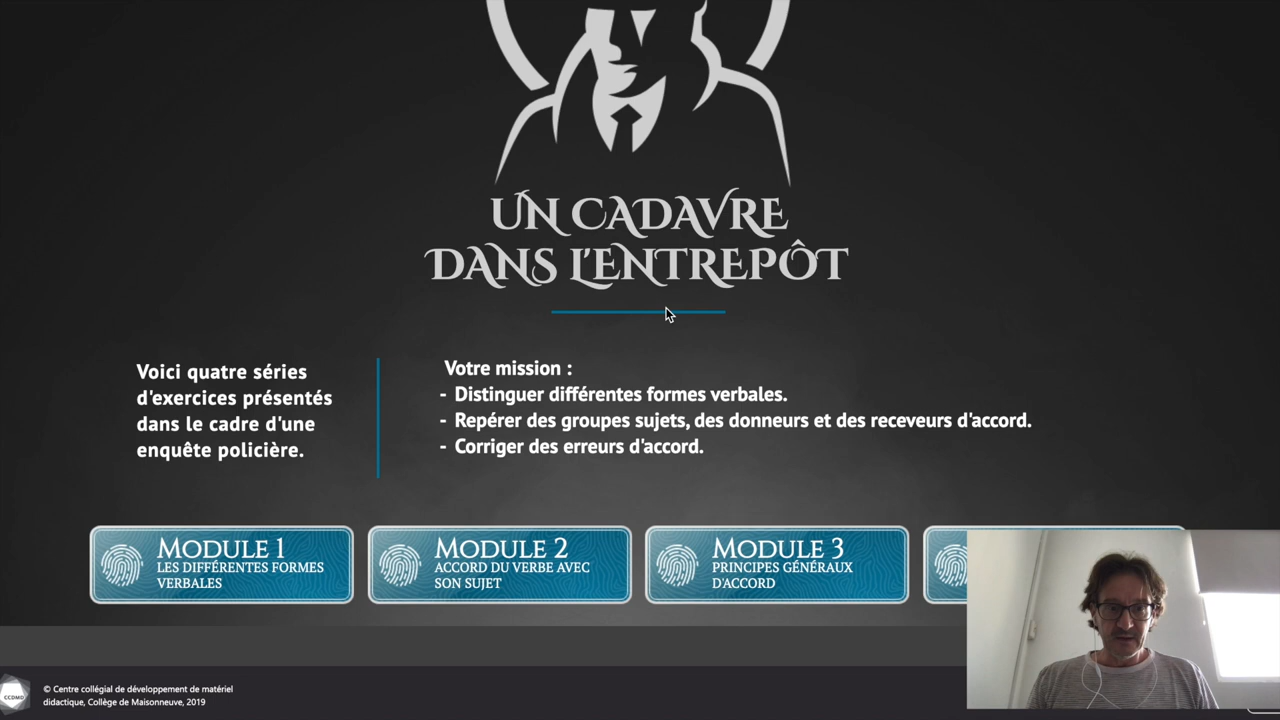 UN CADAVRE
DANS L'ENTREPÔT
Voici quatre séries
d'exercices présentés
dans le cadre d'une
enquête policière.
Votre mission :
- Distinguer différentes formes verbales.
- Repérer des groupes sujets, des donneurs et des receveurs d'accord.
- Corriger des erreurs d'accord.
MODULE 1
LES DIFFÉRENTES FORMES
VERBALES
MODULE 2
ACCORD DU VERBE AVEC
SON SUJET
MODULE 3
PRINCIPES GÉNÉRAUX
D'ACCORD
CCDMD
© Centre collégial de développement de matériel
didactique, Collège de Maisonneuve, 2019